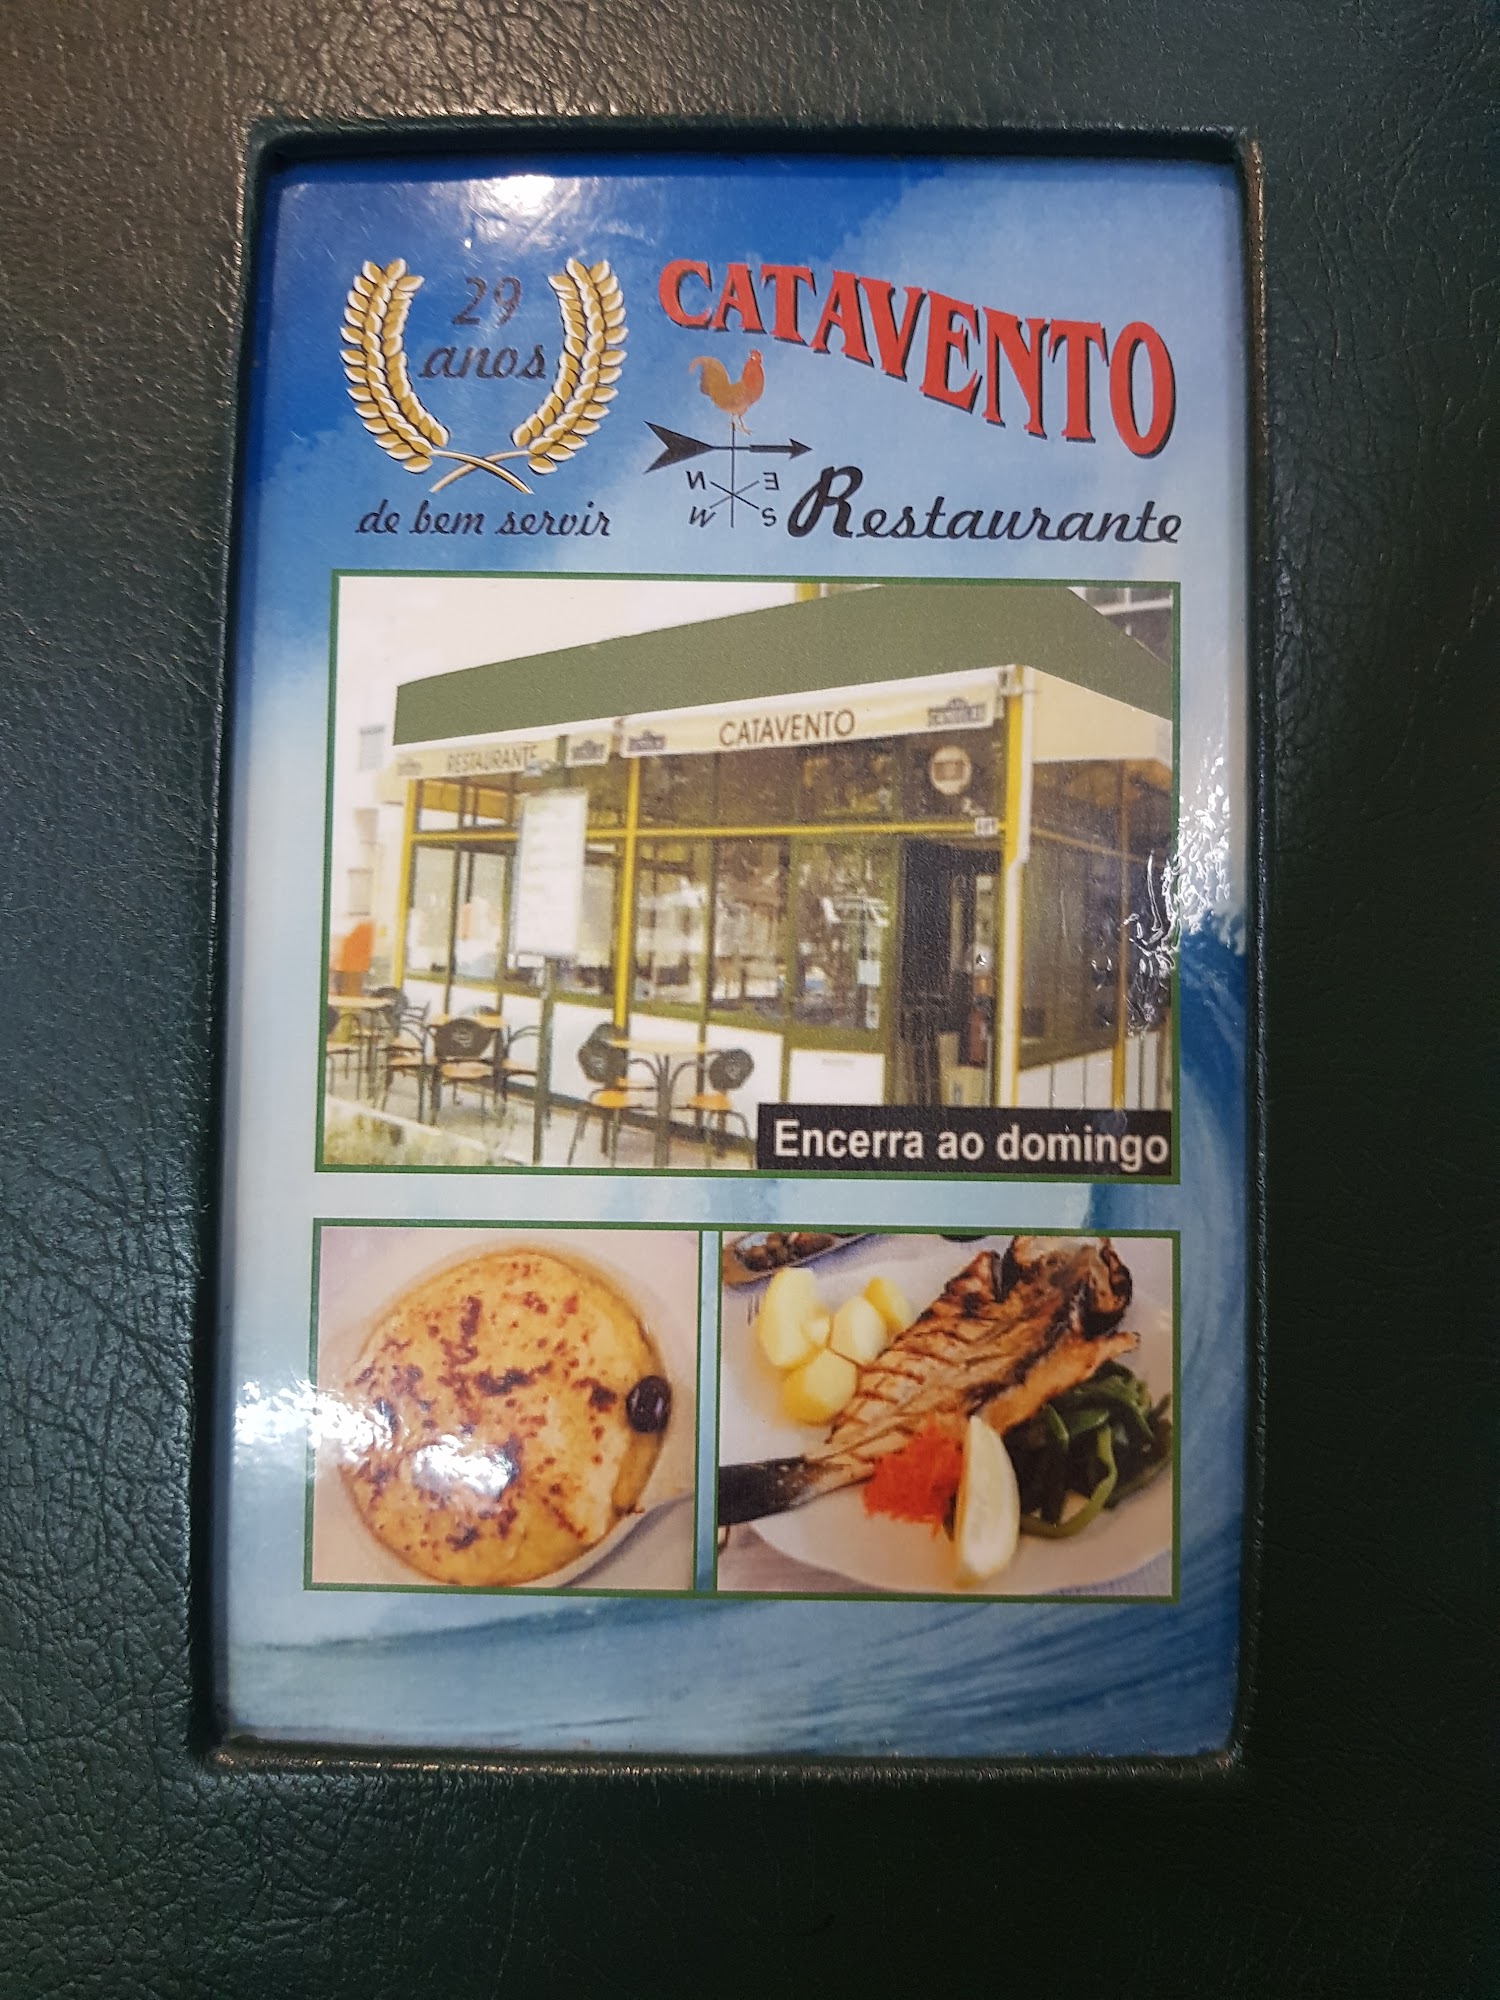 29
anos
de bem servir
CATAVENTO
N E
W S
Restaurante
RESTAURANTE
CATAVENTO
Encerra ao domingo